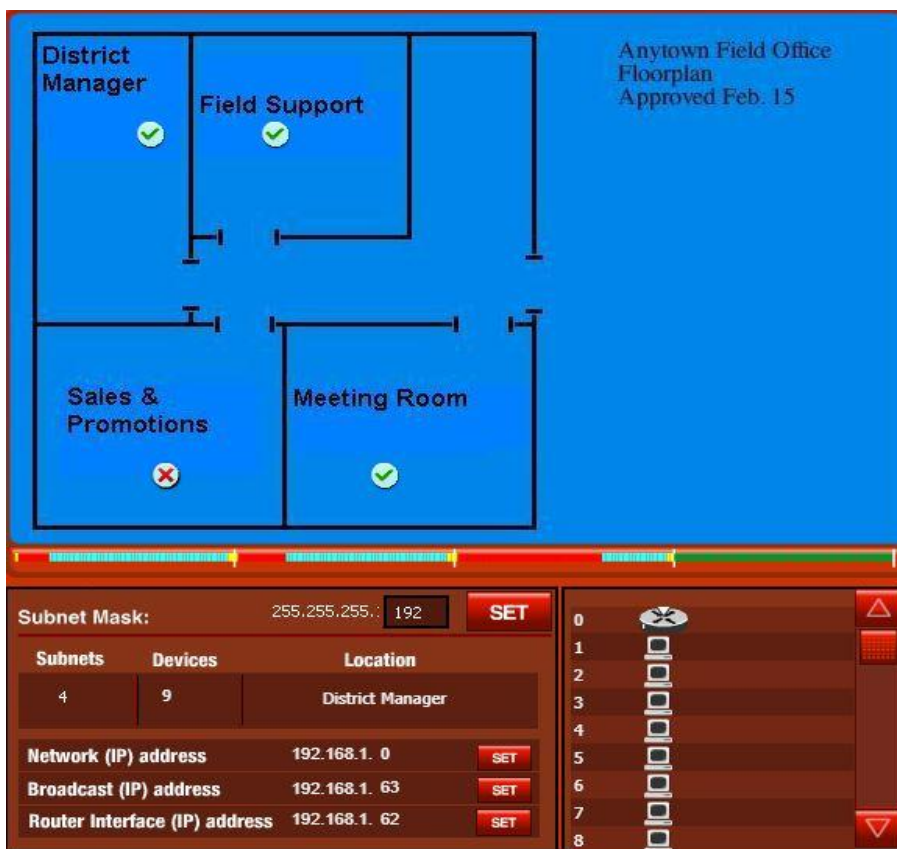 District
Manager
Field Support
Anytown Field Office
Floorplan
Approved Feb. 15
Sales &
Promotions
Meeting Room
Subnet Mask: 255.255.255. 192 SET
Subnets Devices Location
4 9 District Manager
Network (IP) address 192.168.1. 0 SET
Broadcast (IP) address 192.168.1. 63 SET
Router Interface (IP) address 192.168.1. 62 SET
0
1
2
3
4
5
6
7
8